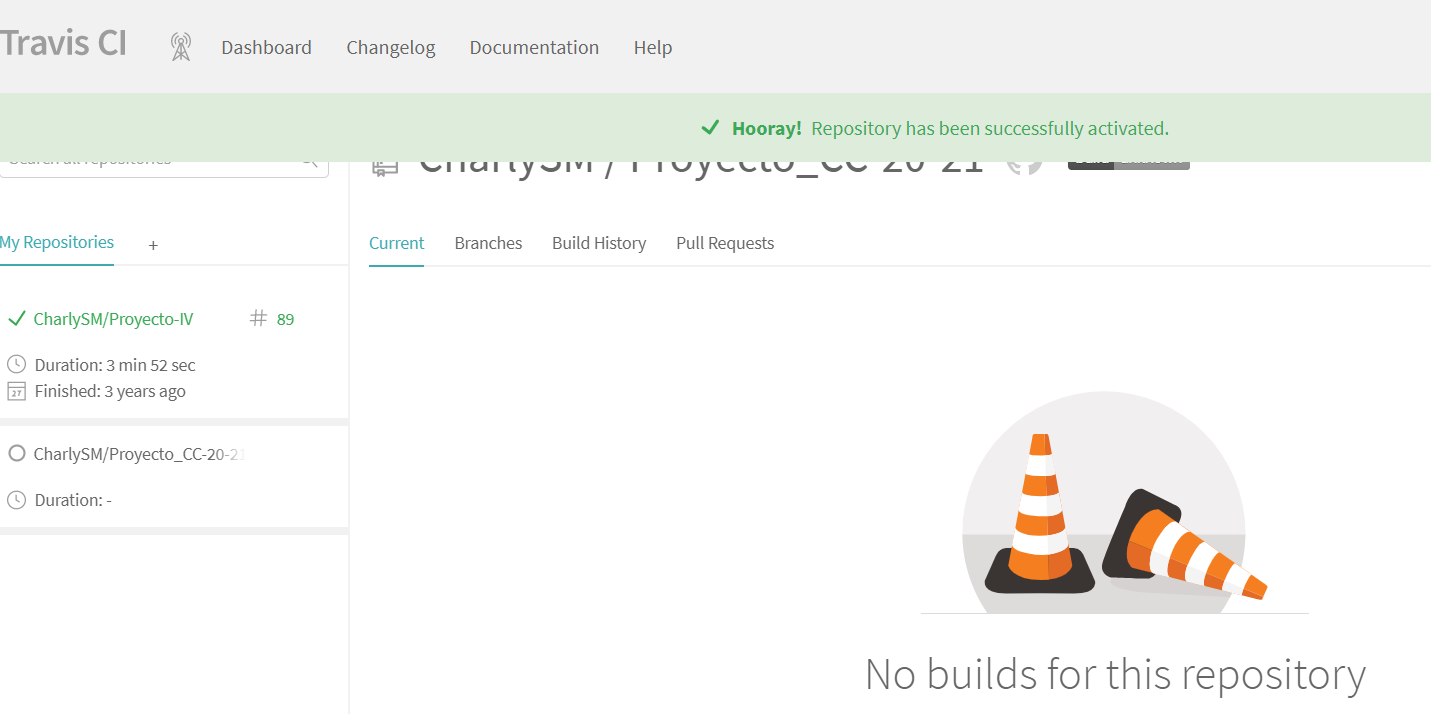 Travis CI
Dashboard
Changelog
Documentation
Help
Hooray! Repository has been successfully activated.
Search all repositories
CharlySM / Proyecto_CC-20-21
My Repositories
+
Current
Branches
Build History
Pull Requests
CharlySM/Proyecto-IV
# 89
Duration: 3 min 52 sec
27
Finished: 3 years ago
CharlySM/Proyecto_CC-20-21
Duration: -
No builds for this repository